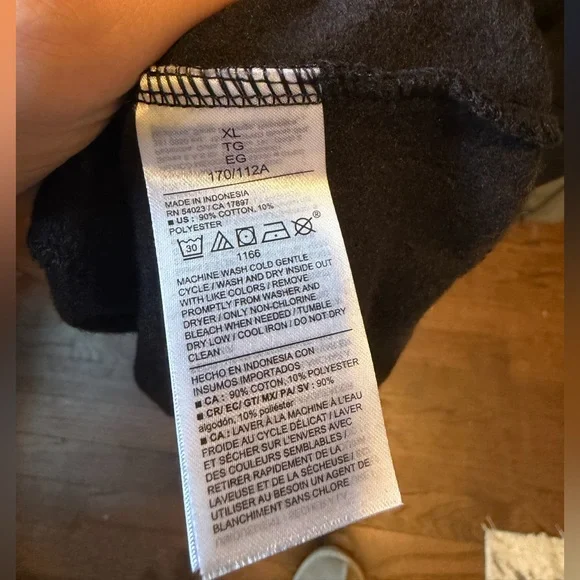 XL
TG
EG
170/112A
MADE IN INDONESIA
RN 54023 / CA 17897
■ US : 90% COTTON, 10%
POLYESTER
30
®
1166
MACHINE WASH COLD GENTLE
CYCLE / WASH AND DRY INSIDE OUT
WITH LIKE COLORS / REMOVE
PROMPTLY FROM WASHER AND
DRYER / ONLY NON-CHLORINE
BLEACH WHEN NEEDED / TUMBLE
DRY LOW / COOL IRON / DO NOT DRY
CLEAN
HECHO EN INDONESIA CON
INSUMOS IMPORTADOS
■ CA : 90% COTON, 10% POLYESTER
■ CR/ EC/ GT/ MX/ PA/ SV : 90%
algodón, 10% poliéster
■ CA : LAVER À LA MACHINE À L'EAU
FROIDE AU CYCLE DÉLICAT / LAVER
ET SÉCHER SUR L'ENVERS AVEC
DES COULEURS SEMBLABLES /
RETIRER RAPIDEMENT DE LA
LAVEUSE ET DE LA SÉCHEUSE /
UTILISER AU BESOIN UN AGENT DE
BLANCHIMENT SANS CHLORE